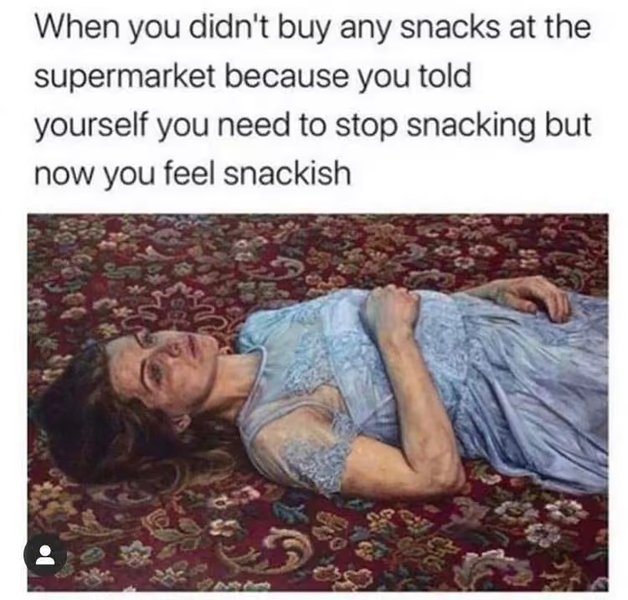 When you didn't buy any snacks at the
supermarket because you told
yourself you need to stop snacking but
now you feel snackish